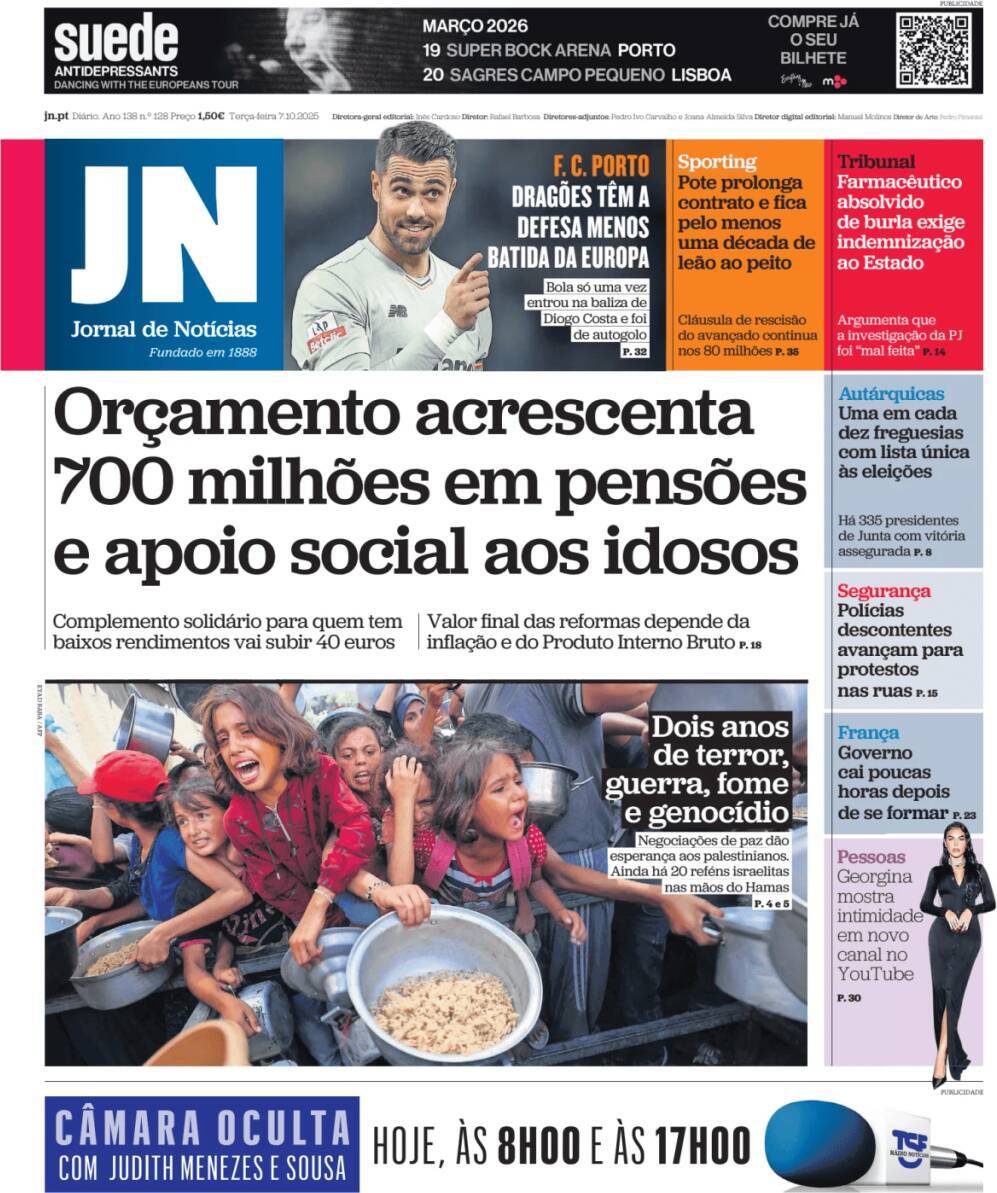 PUBLICIDADE
suede
ANTIDEPRESSANTS
DANCING WITH THE EUROPEANS TOUR
MARÇO 2026
19 SUPER BOCK ARENA PORTO
20 SAGRES CAMPO PEQUENO LISBOA
COMPRE JÁ
O SEU
BILHETE
jn.pt Diário. Ano 138 n.º 128 Preço 1,50€ Terça-feira 7.10.2025 Diretora-geral editorial: Inês Cardoso Diretor: Rafael Barbosa Diretores-adjuntos: Pedro Ivo Carvalho e Joana Almeida Silva Diretor digital editorial: Manuel Molinos Diretor de Arte: Pedro Pimentel
JN
Jornal de Notícias
Fundado em 1888
F. C. PORTO
DRAGÕES TÊM A
DEFESA MENOS
BATIDA DA EUROPA
Bola só uma vez
entrou na baliza de
Diogo Costa e foi
de autogolo
P. 32
Sporting
Pote prolonga
contrato e fica
pelo menos
uma década de
leão ao peito
Cláusula de rescisão
do avançado continua
nos 80 milhões P. 35
Tribunal
Farmacêutico
absolvido
de burla exige
indemnização
ao Estado
Argumenta que
a investigação da PJ
foi “mal feita” P. 14
Orçamento acrescenta
700 milhões em pensões
e apoio social aos idosos
Complemento solidário para quem tem
baixos rendimentos vai subir 40 euros
Valor final das reformas depende da
inflação e do Produto Interno Bruto P. 18
Autárquicas
Uma em cada
dez freguesias
com lista única
às eleições
Há 335 presidentes
de Junta com vitória
assegurada P. 8
Segurança
Polícias
descontentes
avançam para
protestos
nas ruas P. 15
França
Governo
cai poucas
horas depois
de se formar P. 23
Pessoas
Georgina
mostra
intimidade
em novo
canal no
YouTube
P. 30
EYAD BABA / AFP
Dois anos
de terror,
guerra, fome
e genocídio
Negociações de paz dão
esperança aos palestinianos.
Ainda há 20 reféns israelitas
nas mãos do Hamas
P. 4 e 5
PUBLICIDADE
CÂMARA OCULTA
COM JUDITH MENEZES E SOUSA
HOJE, ÀS 8H00 E ÀS 17H00
TSF
RÁDIO NOTÍCIAS